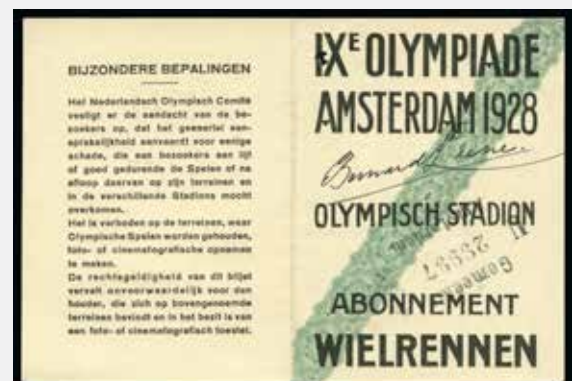 BIJZONDERE BEPALINGEN
Het Nederlandsch Olympisch Comité
vestigt er de aandacht van de be-
zoekers op, dat het geenerlei aan-
sprakelijkheid aanvaardt voor eenige
schade, die aan bezoekers aan lijf
of goed gedurende de Spelen of na
afloop daarvan op zijn terreinen en
in de verschillende Stadions mocht
overkomen.
Het is verboden op de terreinen, waar
Olympische Spelen worden gehouden,
foto- of cinematografische opnamen
te maken.
De rechtsgeldigheid van dit biljet
vervalt onvoorwaardelijk voor den
houder, die zich op bovengenoemde
terreinen bevindt en in het bezit is van
een foto- of cinematografisch toestel.
IXE OLYMPIADE
AMSTERDAM 1928
Bernard
OLYMPISCH STADION
ABONNEMENT
WIELRENNEN